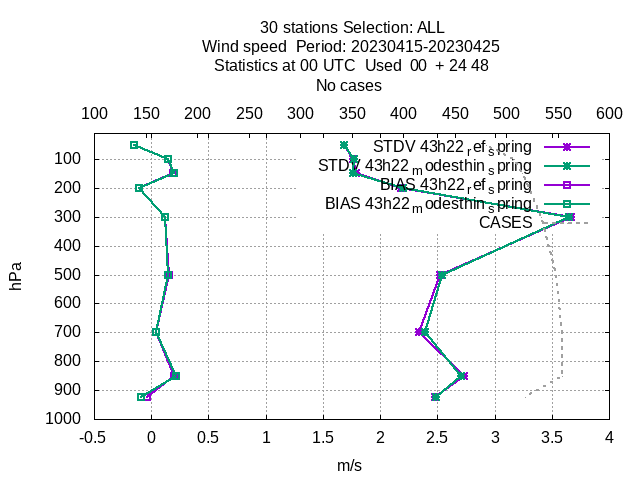 30 stations Selection: ALL
Wind speed  Period: 20230415-20230425
Statistics at 00 UTC  Used  00  + 24 48
No cases
100 150 200 250 300 350 400 450 500 550 600
STDV 43h22_ref_spring
STDV 43h22_modesthin_spring
BIAS 43h22_ref_spring
BIAS 43h22_modesthin_spring
CASES
hPa
100
200
300
400
500
600
700
800
900
1000
-0.5 0 0.5 1 1.5 2 2.5 3 3.5 4
m/s